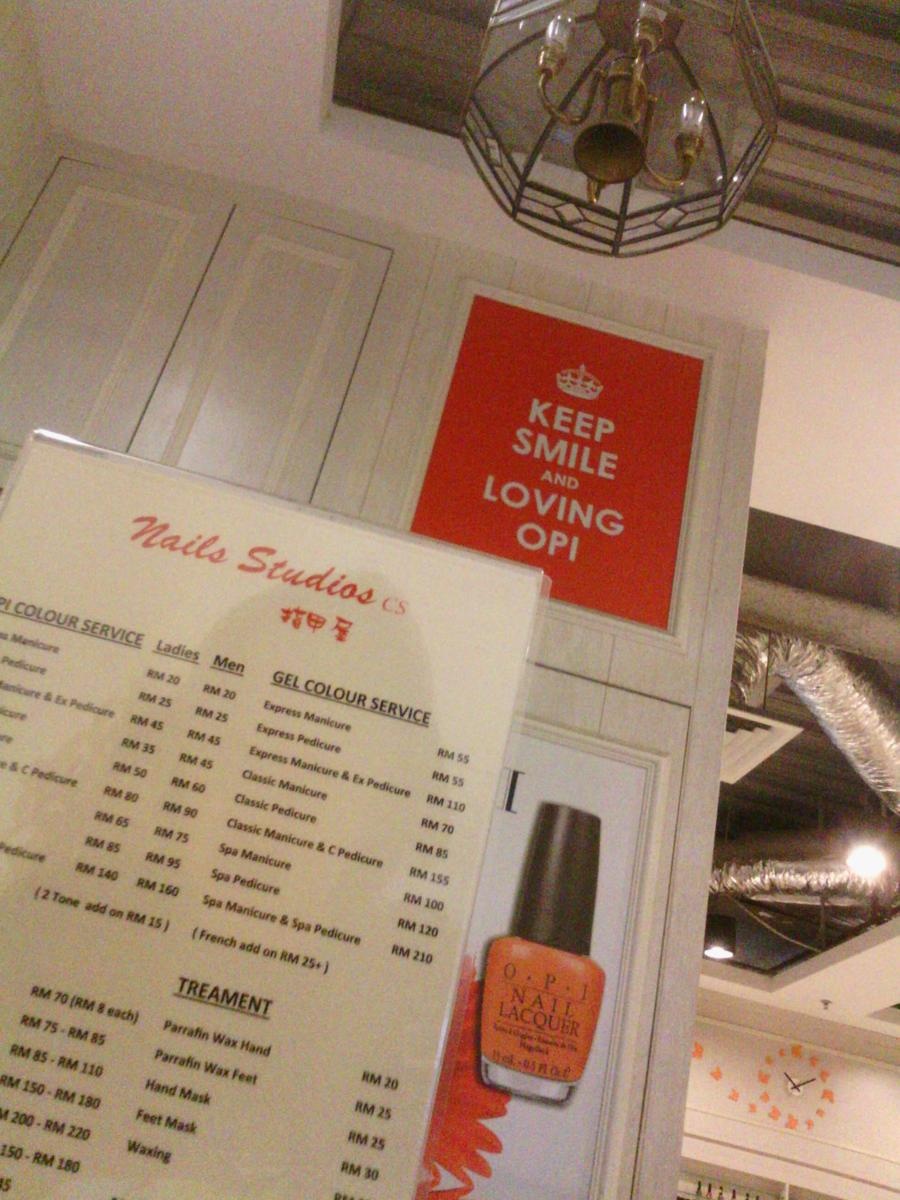 KEEP
SMILE
AND
LOVING
OPI
Nails Studios CS
指甲屋
PI COLOUR SERVICE Ladies Men
ss Manicure RM 20 RM 20
Pedicure RM 25 RM 25
Manicure & Ex Pedicure RM 45 RM 45
icure RM 35 RM 45
ure RM 50 RM 60
e & C Pedicure RM 80 RM 90
RM 65 RM 75
RM 85 RM 95
Pedicure RM 140 RM 160
( 2 Tone add on RM 15 )
GEL COLOUR SERVICE
Express Manicure RM 55
Express Pedicure RM 55
Express Manicure & Ex Pedicure RM 110
Classic Manicure RM 70
Classic Pedicure RM 85
Classic Manicure & C Pedicure RM 155
Spa Manicure RM 100
Spa Pedicure RM 120
Spa Manicure & Spa Pedicure RM 210
( French add on RM 25+ )
TREAMENT
RM 70 (RM 8 each)
RM 75 - RM 85
RM 85 - RM 110
RM 150 - RM 180
M 200 - RM 220
150 - RM 180
Parrafin Wax Hand RM 20
Parrafin Wax Feet RM 25
Hand Mask RM 25
Feet Mask RM 30
Waxing
I
O·P·I
NAIL
LACQUER
15 mL - 0.5 Fl. Oz.